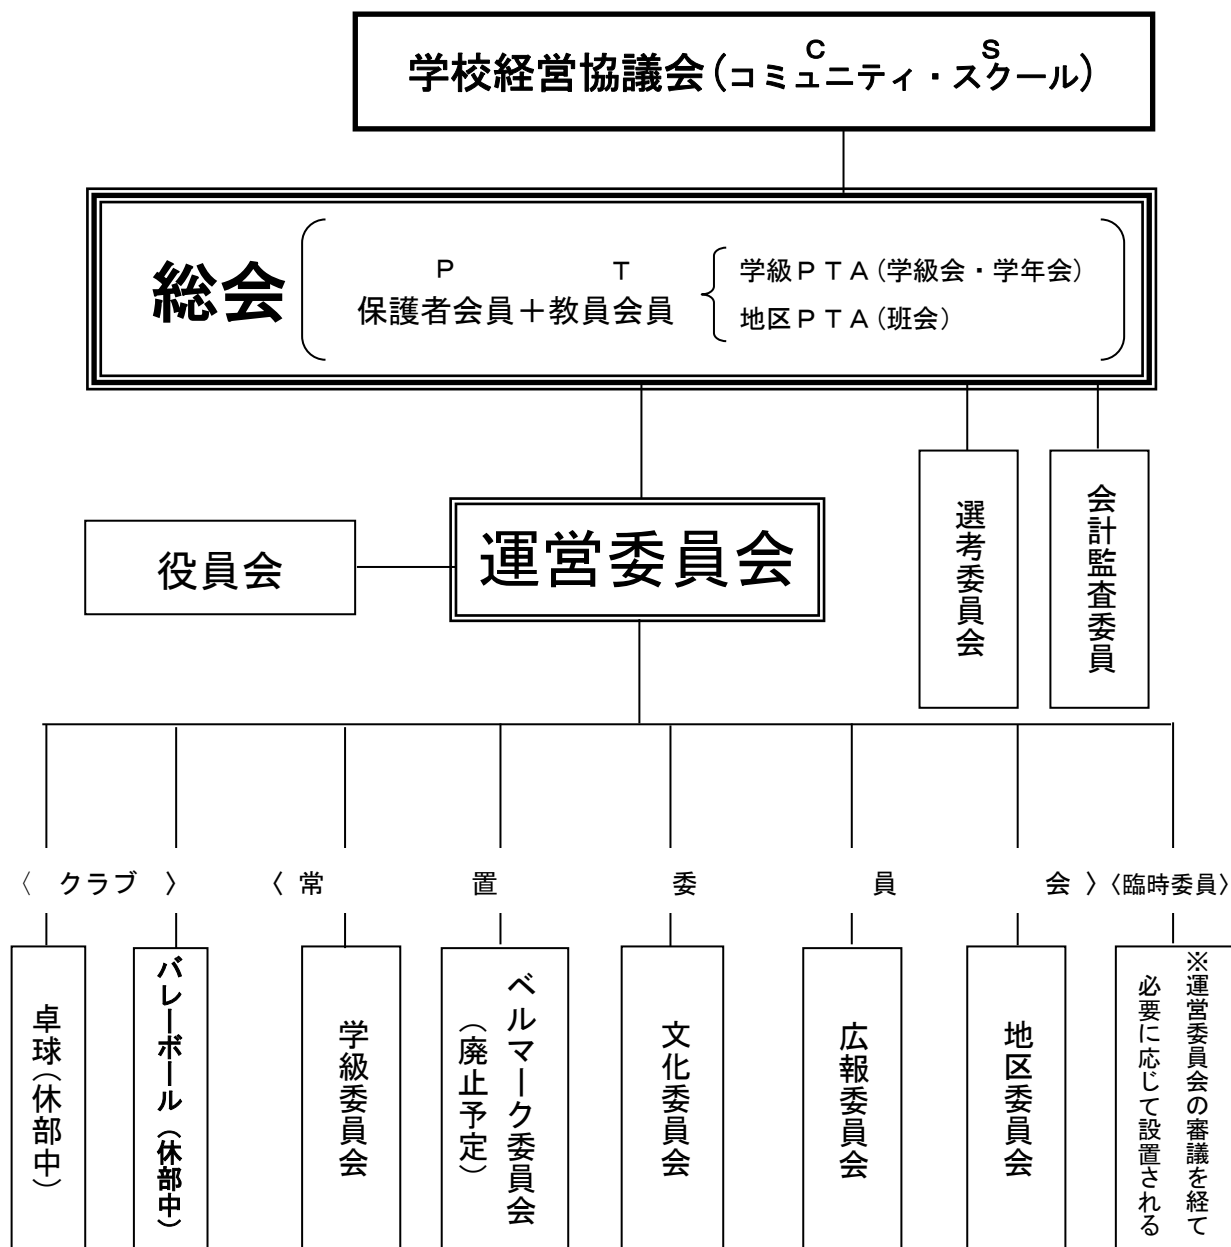 C S
学校経営協議会(コミュニティ・スクール)
総会
P T
保護者会員＋教員会員
学級ＰＴＡ(学級会・学年会)
地区ＰＴＡ(班会)
役員会
運営委員会
選考委員会
会計監査委員
〈 クラブ 〉
〈 常 置 委 員 会 〉
〈臨時委員〉
卓球(休部中)
バレーボール(休部中)
学級委員会
ベルマーク委員会
(廃止予定)
文化委員会
広報委員会
地区委員会
※運営委員会の審議を経て
必要に応じて設置される